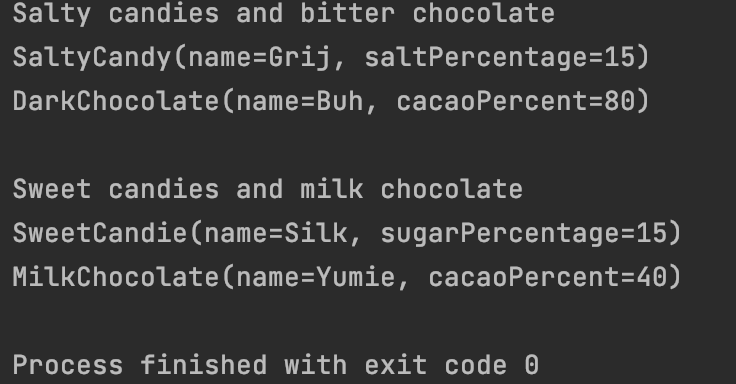 Salty candies and bitter chocolate
SaltyCandy(name=Grij, saltPercentage=15)
DarkChocolate(name=Buh, cacaoPercent=80)
Sweet candies and milk chocolate
SweetCandie(name=Silk, sugarPercentage=15)
MilkChocolate(name=Yumie, cacaoPercent=40)
Process finished with exit code 0